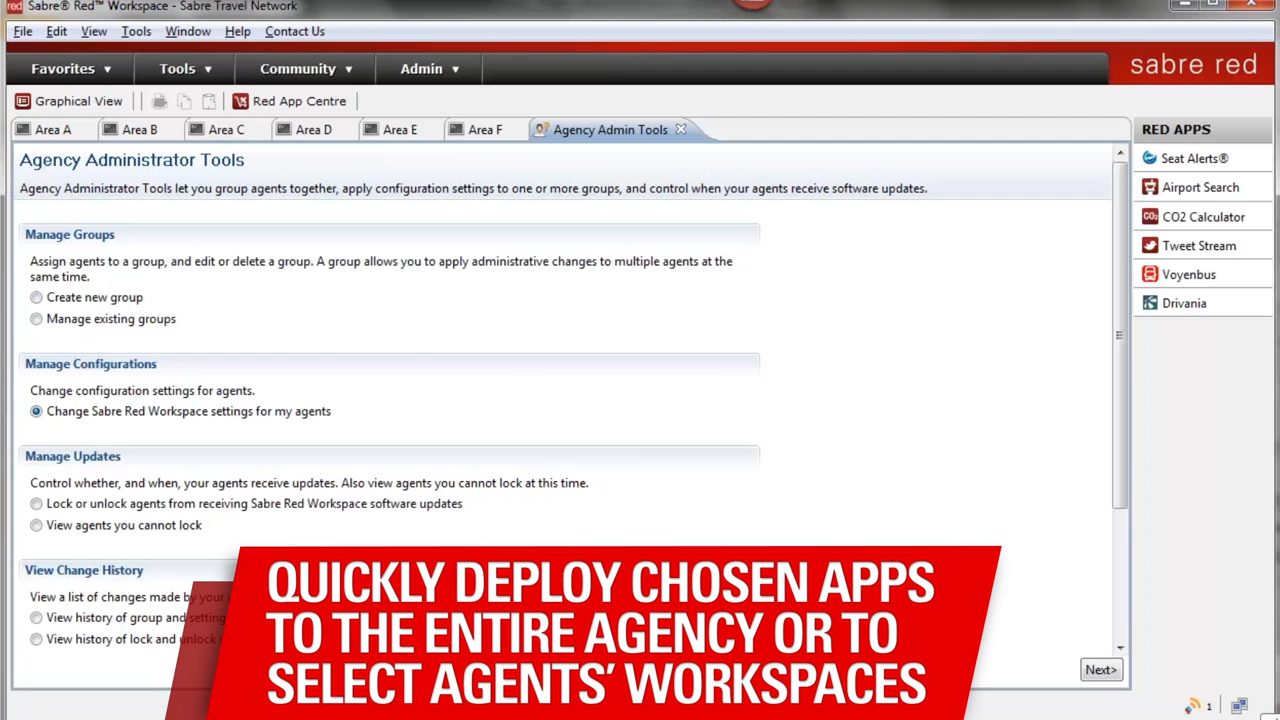 red Sabre® Red™ Workspace - Sabre Travel Network
File Edit View Tools Window Help Contact Us
Favorites Tools Community Admin
sabre red
Graphical View Red App Centre
Area A Area B Area C Area D Area E Area F Agency Admin Tools
RED APPS
Seat Alerts®
Airport Search
CO2 CO2 Calculator
Tweet Stream
Voyenbus
Drivania
Agency Administrator Tools
Agency Administrator Tools let you group agents together, apply configuration settings to one or more groups, and control when your agents receive software updates.
Manage Groups
Assign agents to a group, and edit or delete a group. A group allows you to apply administrative changes to multiple agents at the
same time.
Create new group
Manage existing groups
Manage Configurations
Change configuration settings for agents.
Change Sabre Red Workspace settings for my agents
Manage Updates
Control whether, and when, your agents receive updates. Also view agents you cannot lock at this time.
Lock or unlock agents from receiving Sabre Red Workspace software updates
View agents you cannot lock
View Change History
View a list of changes made by your
View history of group and setting
View history of lock and unlock
QUICKLY DEPLOY CHOSEN APPS
TO THE ENTIRE AGENCY OR TO
SELECT AGENTS' WORKSPACES
Next>
1